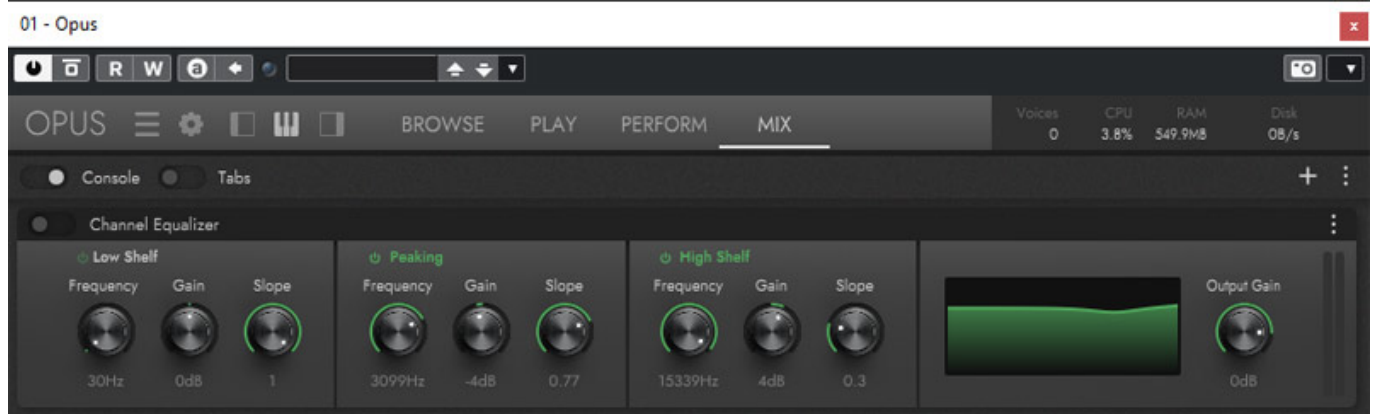 01 - Opus
x
R W a
OPUS BROWSE PLAY PERFORM MIX Voices CPU RAM Disk
0 3.8% 549.9MB 0B/s
Console Tabs
Channel Equalizer
Low Shelf Peaking High Shelf
Frequency Gain Slope Frequency Gain Slope Frequency Gain Slope Output Gain
30Hz 0dB 1 3099Hz -4dB 0.77 15339Hz 4dB 0.3 0dB